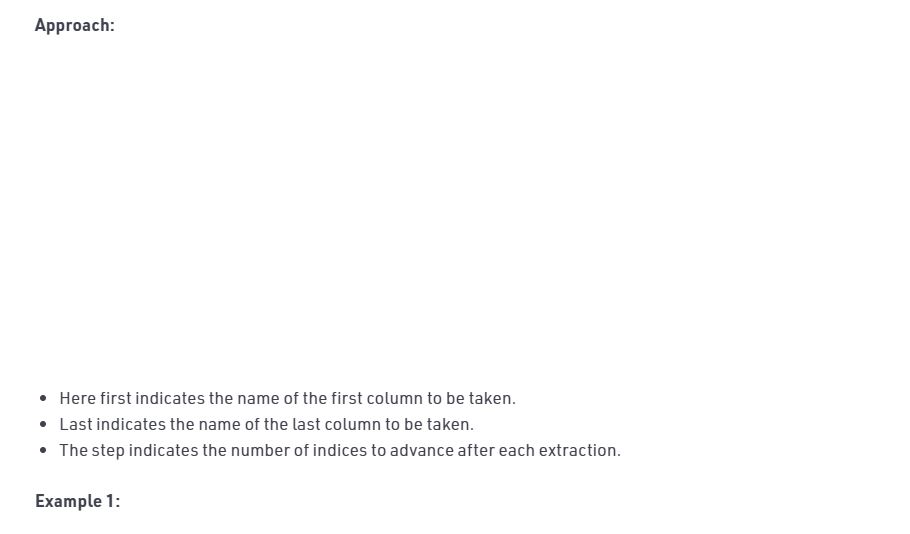 Approach:
Here first indicates the name of the first column to be taken.
Last indicates the name of the last column to be taken.
The step indicates the number of indices to advance after each extraction.
Example 1: